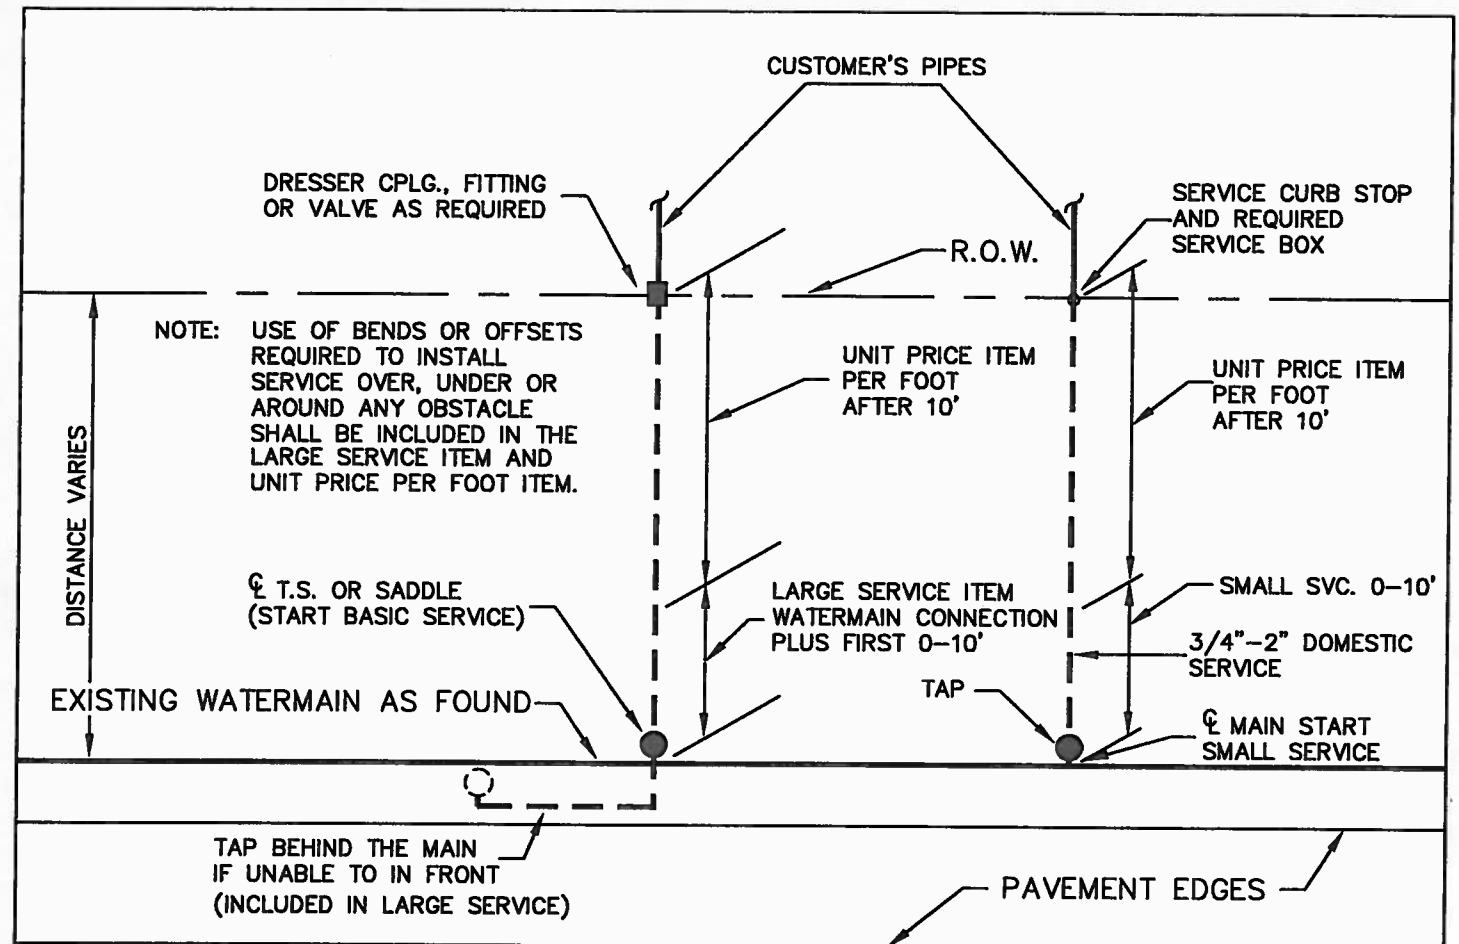 CUSTOMER'S PIPES
DRESSER CPLG., FITTING
OR VALVE AS REQUIRED
SERVICE CURB STOP
AND REQUIRED
SERVICE BOX
R.O.W.
NOTE: USE OF BENDS OR OFFSETS
REQUIRED TO INSTALL
SERVICE OVER, UNDER OR
AROUND ANY OBSTACLE
SHALL BE INCLUDED IN THE
LARGE SERVICE ITEM AND
UNIT PRICE PER FOOT ITEM.
UNIT PRICE ITEM
PER FOOT
AFTER 10'
UNIT PRICE ITEM
PER FOOT
AFTER 10'
DISTANCE VARIES
℄ T.S. OR SADDLE
(START BASIC SERVICE)
LARGE SERVICE ITEM
WATERMAIN CONNECTION
PLUS FIRST 0-10'
SMALL SVC. 0-10'
3/4"-2" DOMESTIC
SERVICE
EXISTING WATERMAIN AS FOUND
TAP
℄ MAIN START
SMALL SERVICE
TAP BEHIND THE MAIN
IF UNABLE TO IN FRONT
(INCLUDED IN LARGE SERVICE)
PAVEMENT EDGES